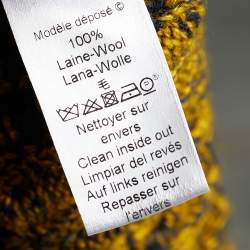 Modèle déposé ©
100%
Laine-Wool
Lana-Wolle
Nettoyer sur
envers
Clean inside out
Limpiar del revés
Auf links reinigen
Repasser sur
l'envers